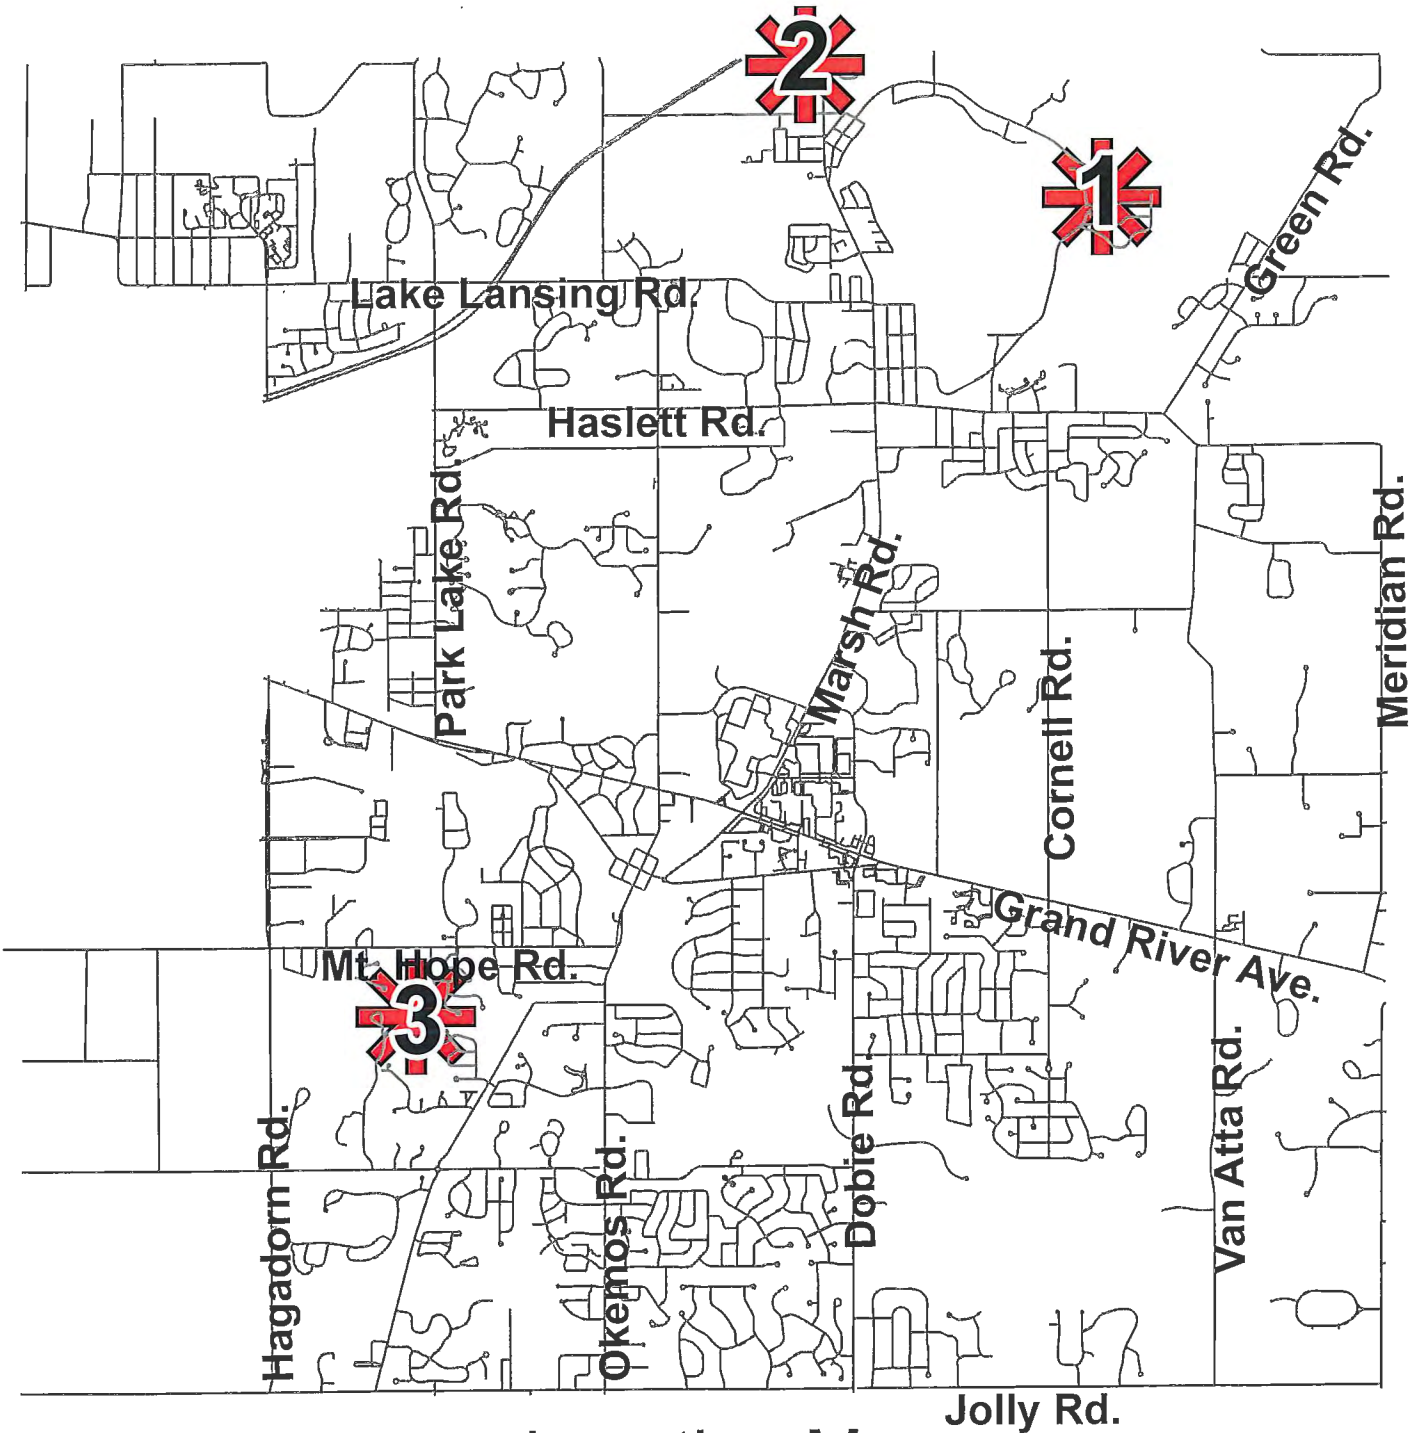 2
1
Green Rd.
Lake Lansing Rd.
Haslett Rd.
Park Lake Rd.
Marsh Rd.
Meridian Rd.
Cornell Rd.
Grand River Ave.
Mt. Hope Rd.
3
Hagadorn Rd.
Okemos Rd.
Dobie Rd.
Van Atta Rd.
Jolly Rd.